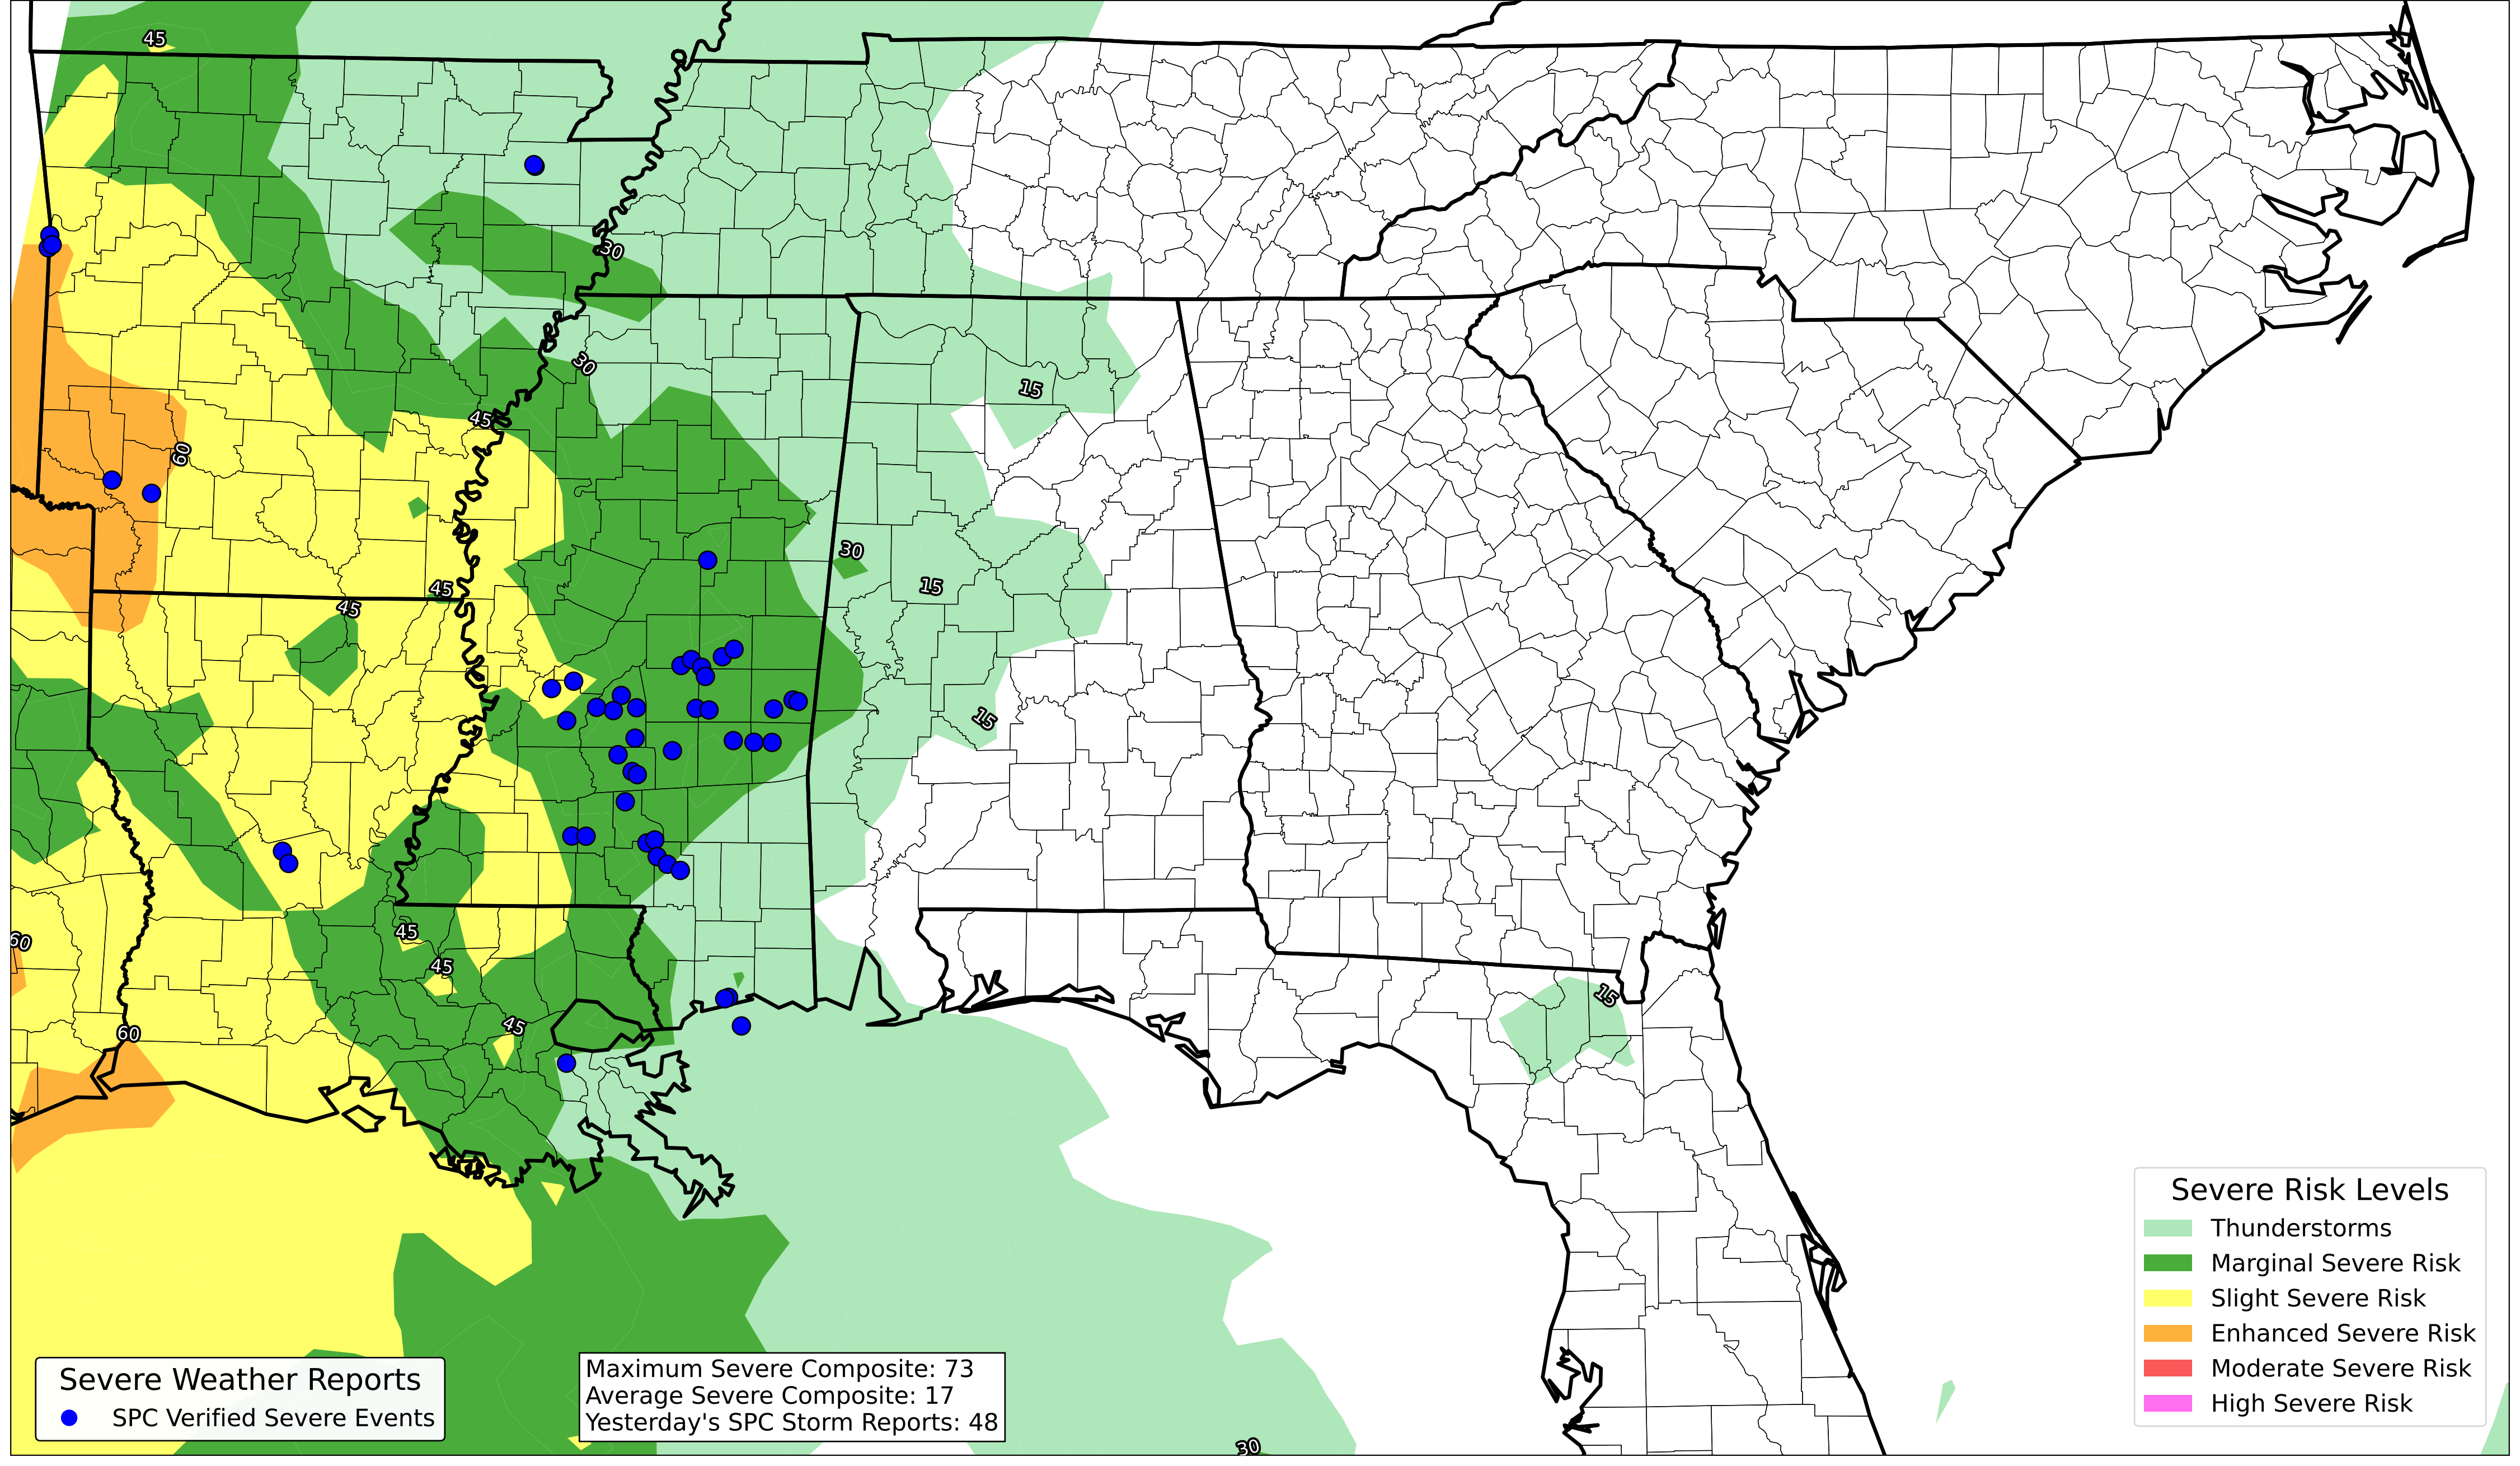 45
30
30
15
45
60
30
15
45
45
15
45
60
45
15
45
60
30
Severe Risk Levels
Thunderstorms
Marginal Severe Risk
Slight Severe Risk
Enhanced Severe Risk
Moderate Severe Risk
High Severe Risk
Severe Weather Reports
SPC Verified Severe Events
Maximum Severe Composite: 73
Average Severe Composite: 17
Yesterday's SPC Storm Reports: 48